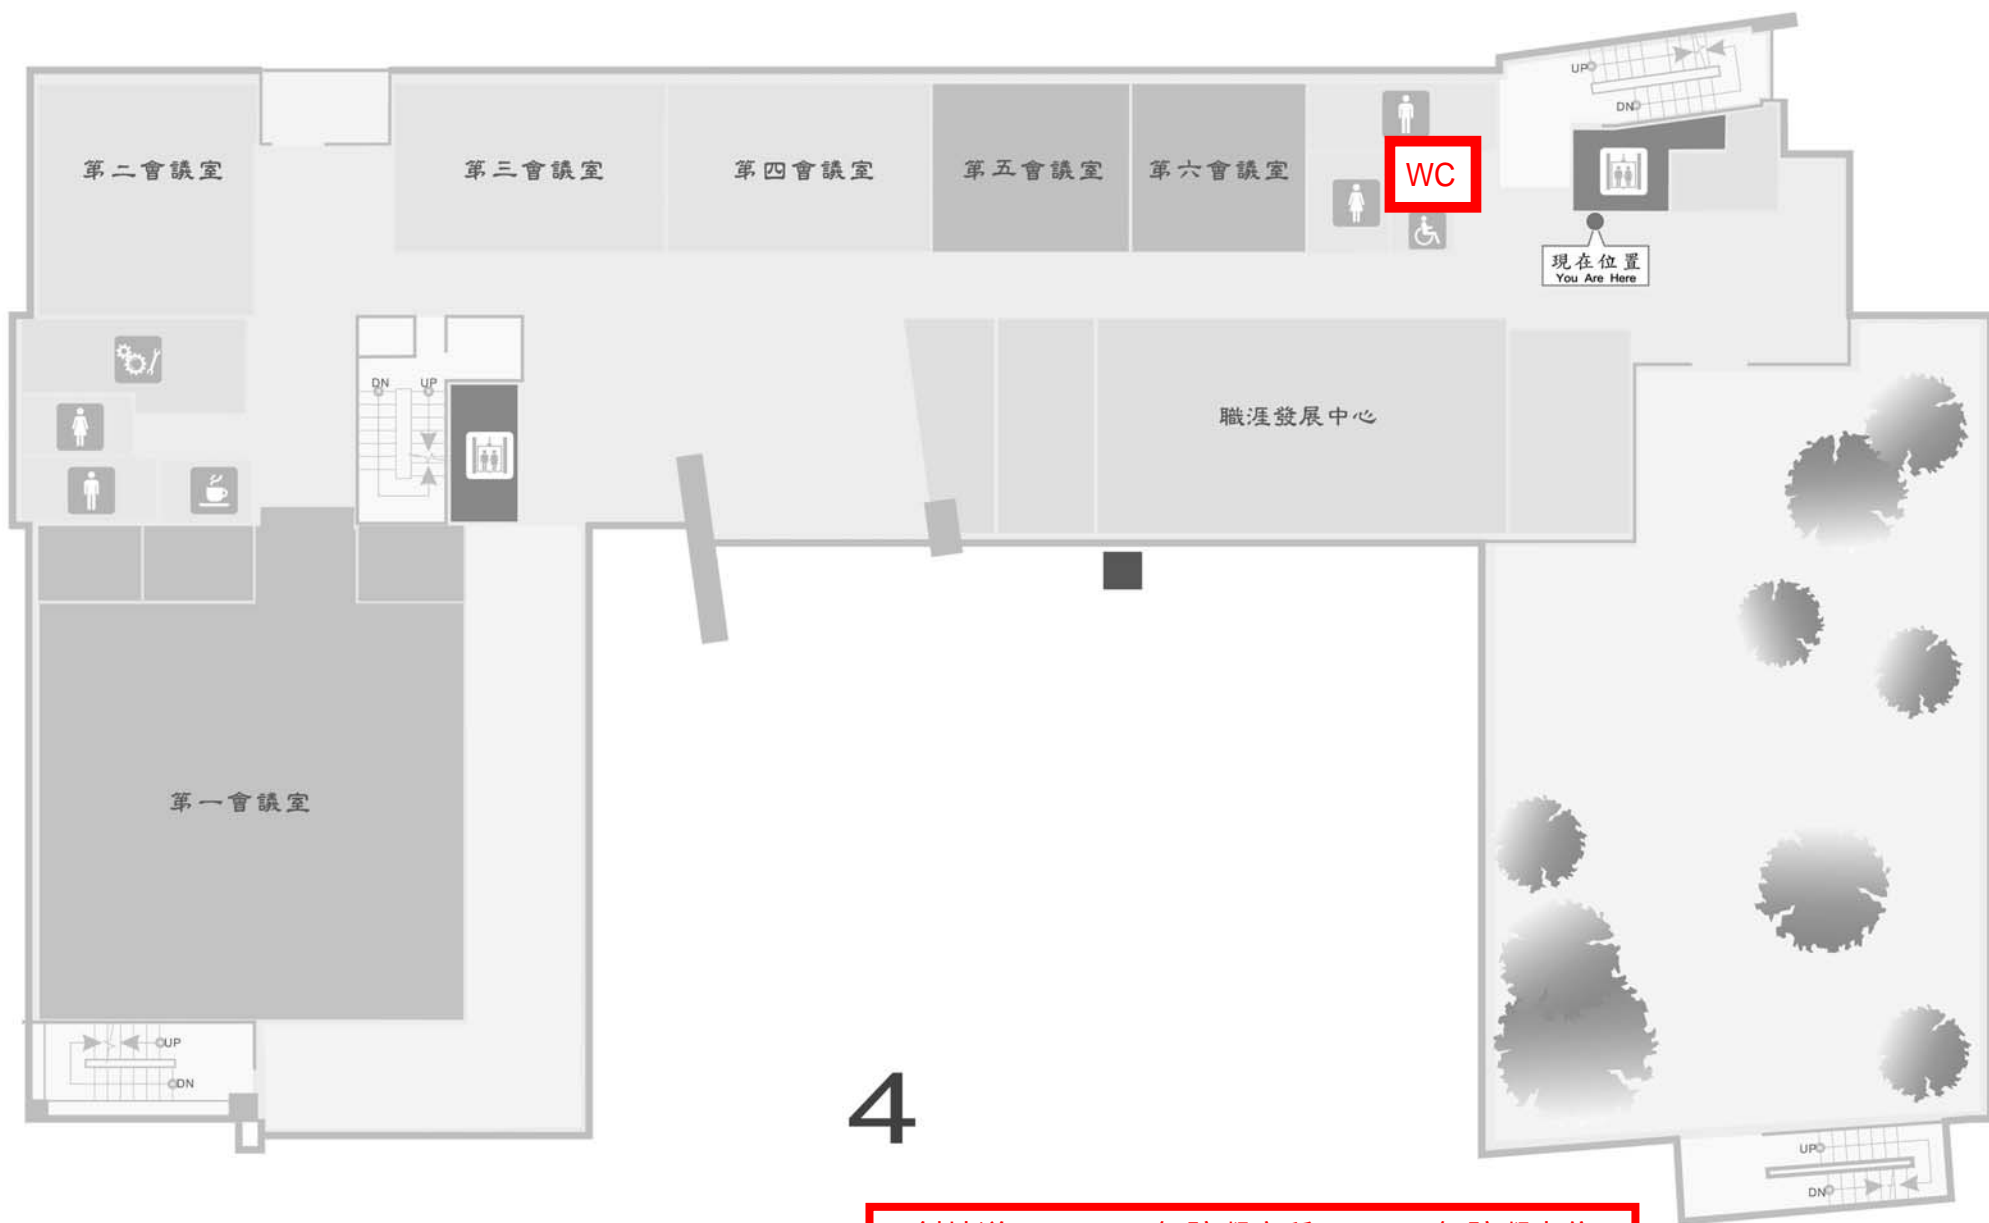 UP
DN
第二會議室
第三會議室
第四會議室
第五會議室
第六會議室
WC
現在位置
You Are Here
DN
UP
職涯發展中心
第一會議室
UP
DN
4
UP
DN